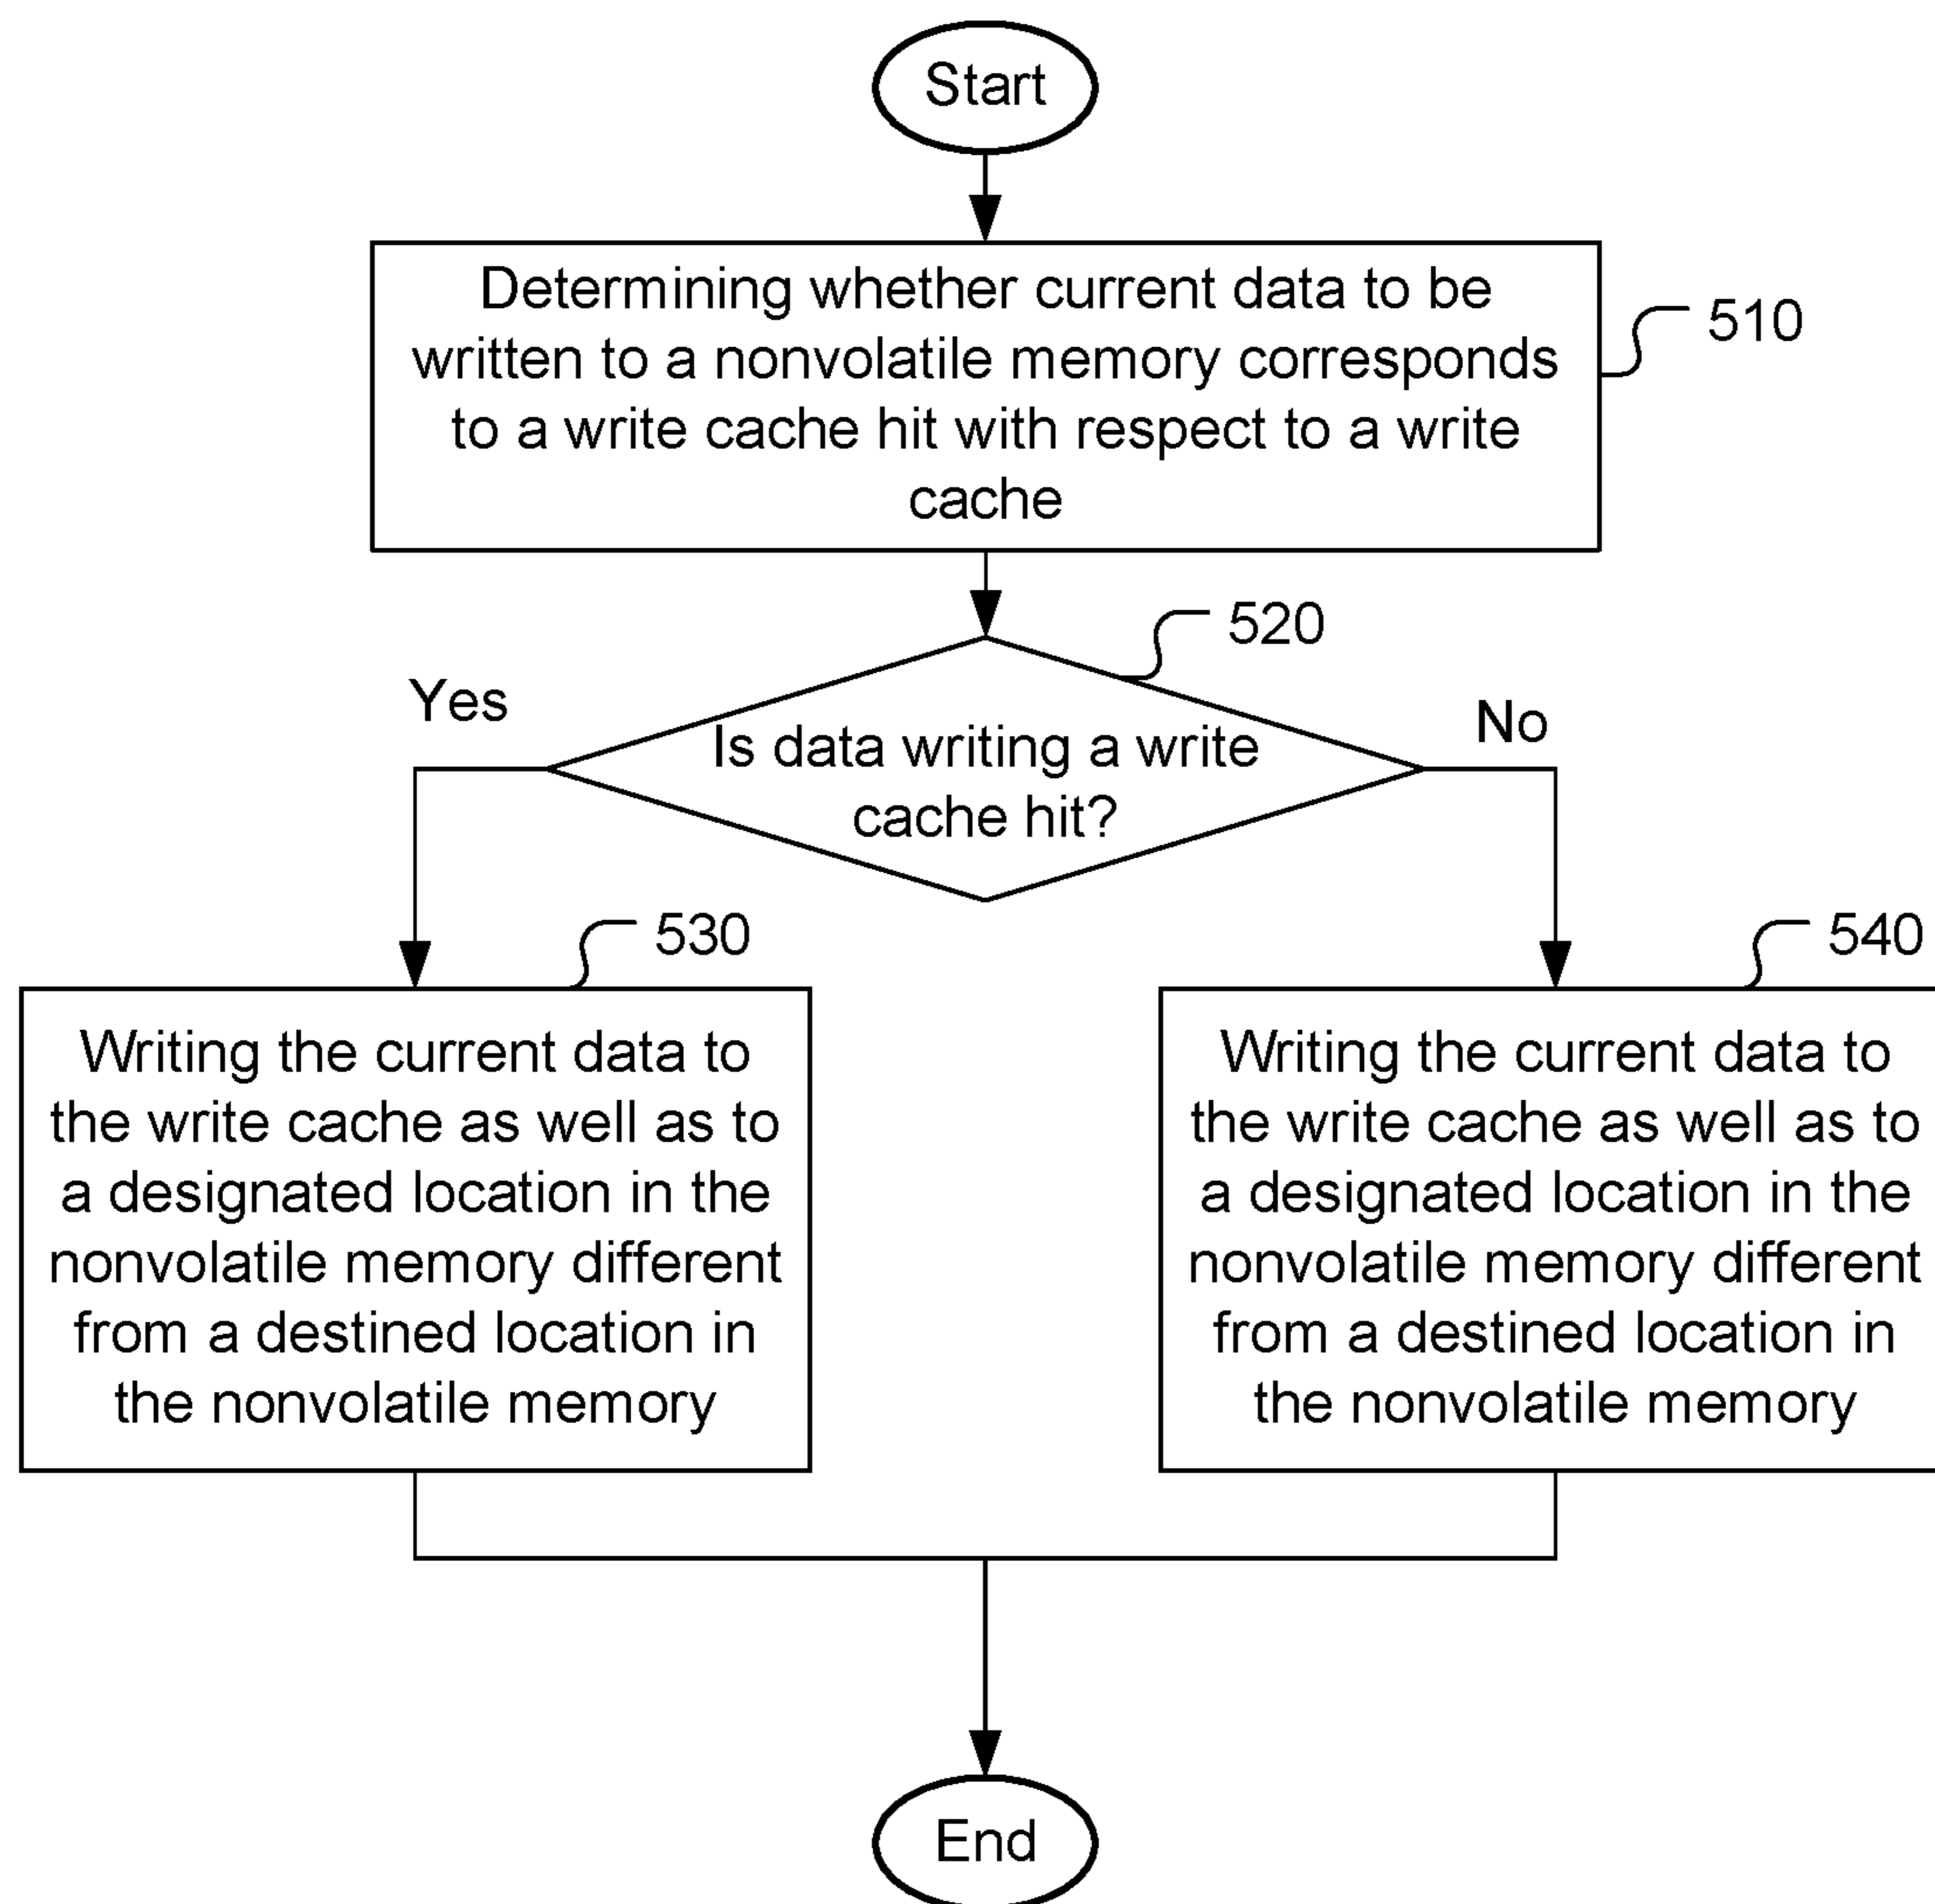 Start
Determining whether current data to be
written to a nonvolatile memory corresponds
to a write cache hit with respect to a write
cache
510
520
Yes
No
Is data writing a write
cache hit?
530
540
Writing the current data to
the write cache as well as to
a designated location in the
nonvolatile memory different
from a destined location in
the nonvolatile memory
Writing the current data to
the write cache as well as to
a designated location in the
nonvolatile memory different
from a destined location in
the nonvolatile memory
End